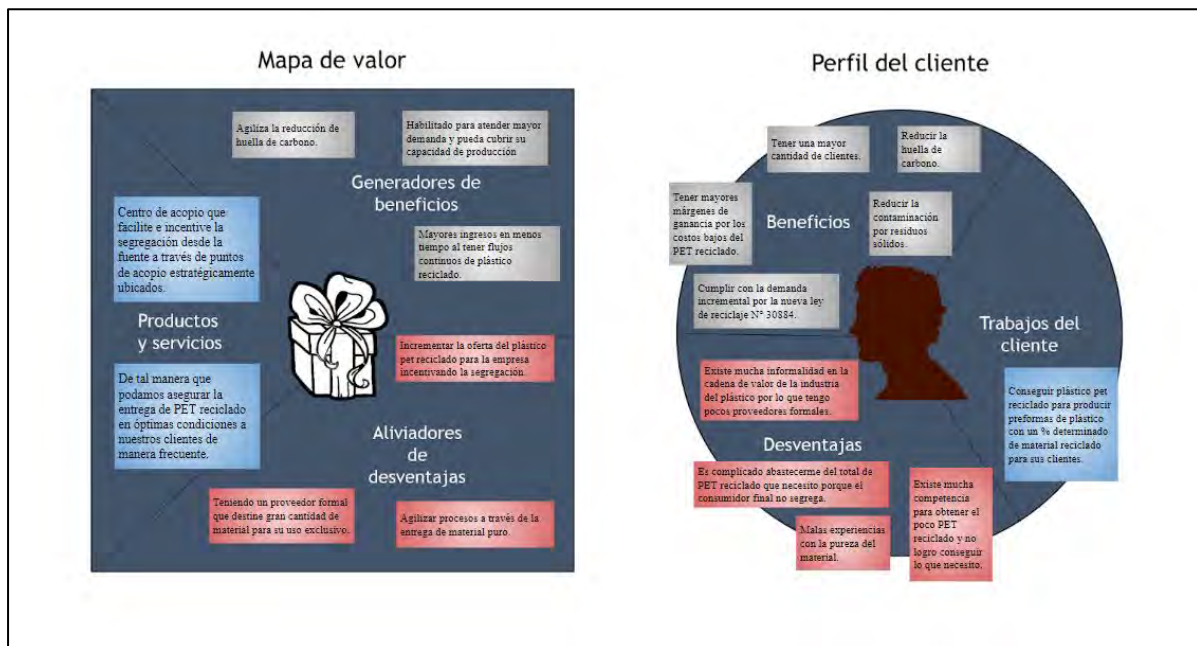 Mapa de valor
Agiliza la reducción de
huella de carbono.
Habilitado para atender mayor
demanda y pueda cubrir su
capacidad de producción
Generadores de
beneficios
Mayores ingresos en menos
tiempo al tener flujos
continuos de plástico
reciclado.
Centro de acopio que
facilite e incentive la
segregación desde la
fuente a través de puntos
de acopio estratégicamente
ubicados.
Productos
y servicios
De tal manera que
podamos asegurar la
entrega de PET reciclado
en óptimas condiciones a
nuestros clientes de
manera frecuente.
Incrementar la oferta del plástico
pet reciclado para la empresa
incentivando la segregación.
Aliviadores
de
desventajas
Teniendo un proveedor formal
que destine gran cantidad de
material para su uso exclusivo.
Agilizar procesos a través de la
entrega de material puro.
Perfil del cliente
Tener una mayor
cantidad de clientes.
Reducir la
huella de
carbono.
Tener mayores
márgenes de
ganancia por los
costos bajos del
PET reciclado.
Beneficios
Reducir la
contaminación
por residuos
sólidos.
Cumplir con la demanda
incremental por la nueva ley
de reciclaje N° 30884.
Trabajos del
cliente
Conseguir plástico pet
reciclado para producir
preformas de plástico
con un % determinado
de material reciclado
para sus clientes.
Existe mucha informalidad en la
cadena de valor de la industria
del plástico por lo que tengo
pocos proveedores formales.
Desventajas
Es complicado abastecerme del total de
PET reciclado que necesito porque el
consumidor final no segrega.
Malas experiencias
con la pureza del
material.
Existe mucha
competencia
para obtener el
poco PET
reciclado y no
logro conseguir
lo que necesito.